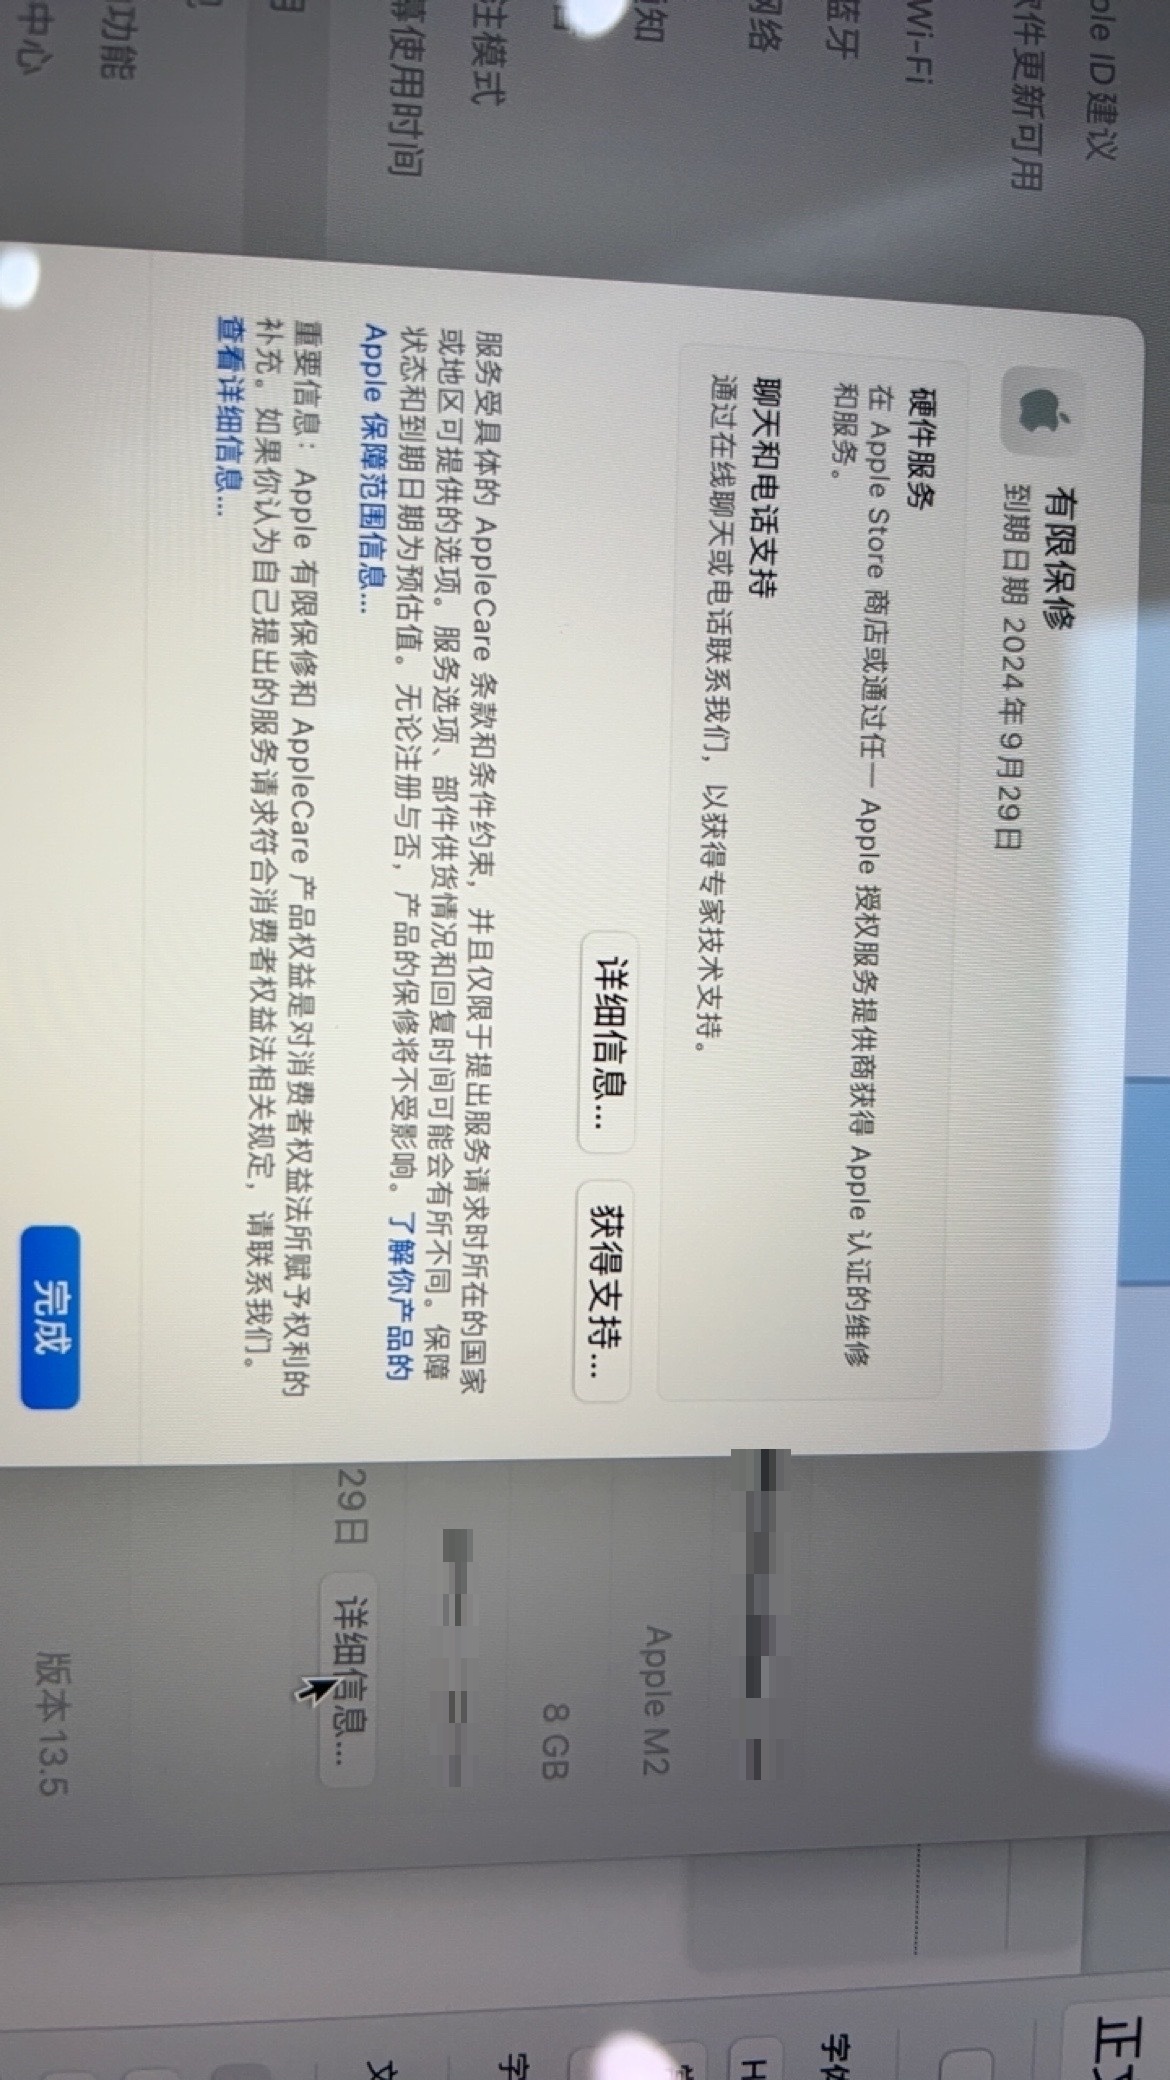 ple ID 建议
件更新可用
Wi-Fi
蓝牙
网络
知
注模式
幕使用时间
功能
中心
有限保修
到期日期 2024年9月29日
硬件服务
在 Apple Store 商店或通过任一 Apple 授权服务提供商获得 Apple 认证的维修
和服务。
聊天和电话支持
通过在线聊天或电话联系我们，以获得专家技术支持。
详细信息... 获得支持...
服务受具体的 AppleCare 条款和条件约束，并且仅限于提出服务请求时所在的国家
或地区可提供的选项。服务选项、部件供货情况和回复时间可能会有所不同。保障
状态和到期日期为预估值。无论注册与否，产品的保修将不受影响。了解你产品的
Apple 保障范围信息...
重要信息：Apple 有限保修和 AppleCare 产品权益是对消费者权益法所赋予权利的
补充。如果你认为自己提出的服务请求符合消费者权益法相关规定，请联系我们。
查看详细信息...
完成
Apple M2
8 GB
29日 详细信息...
版本13.5
正文
字体
H
字
文